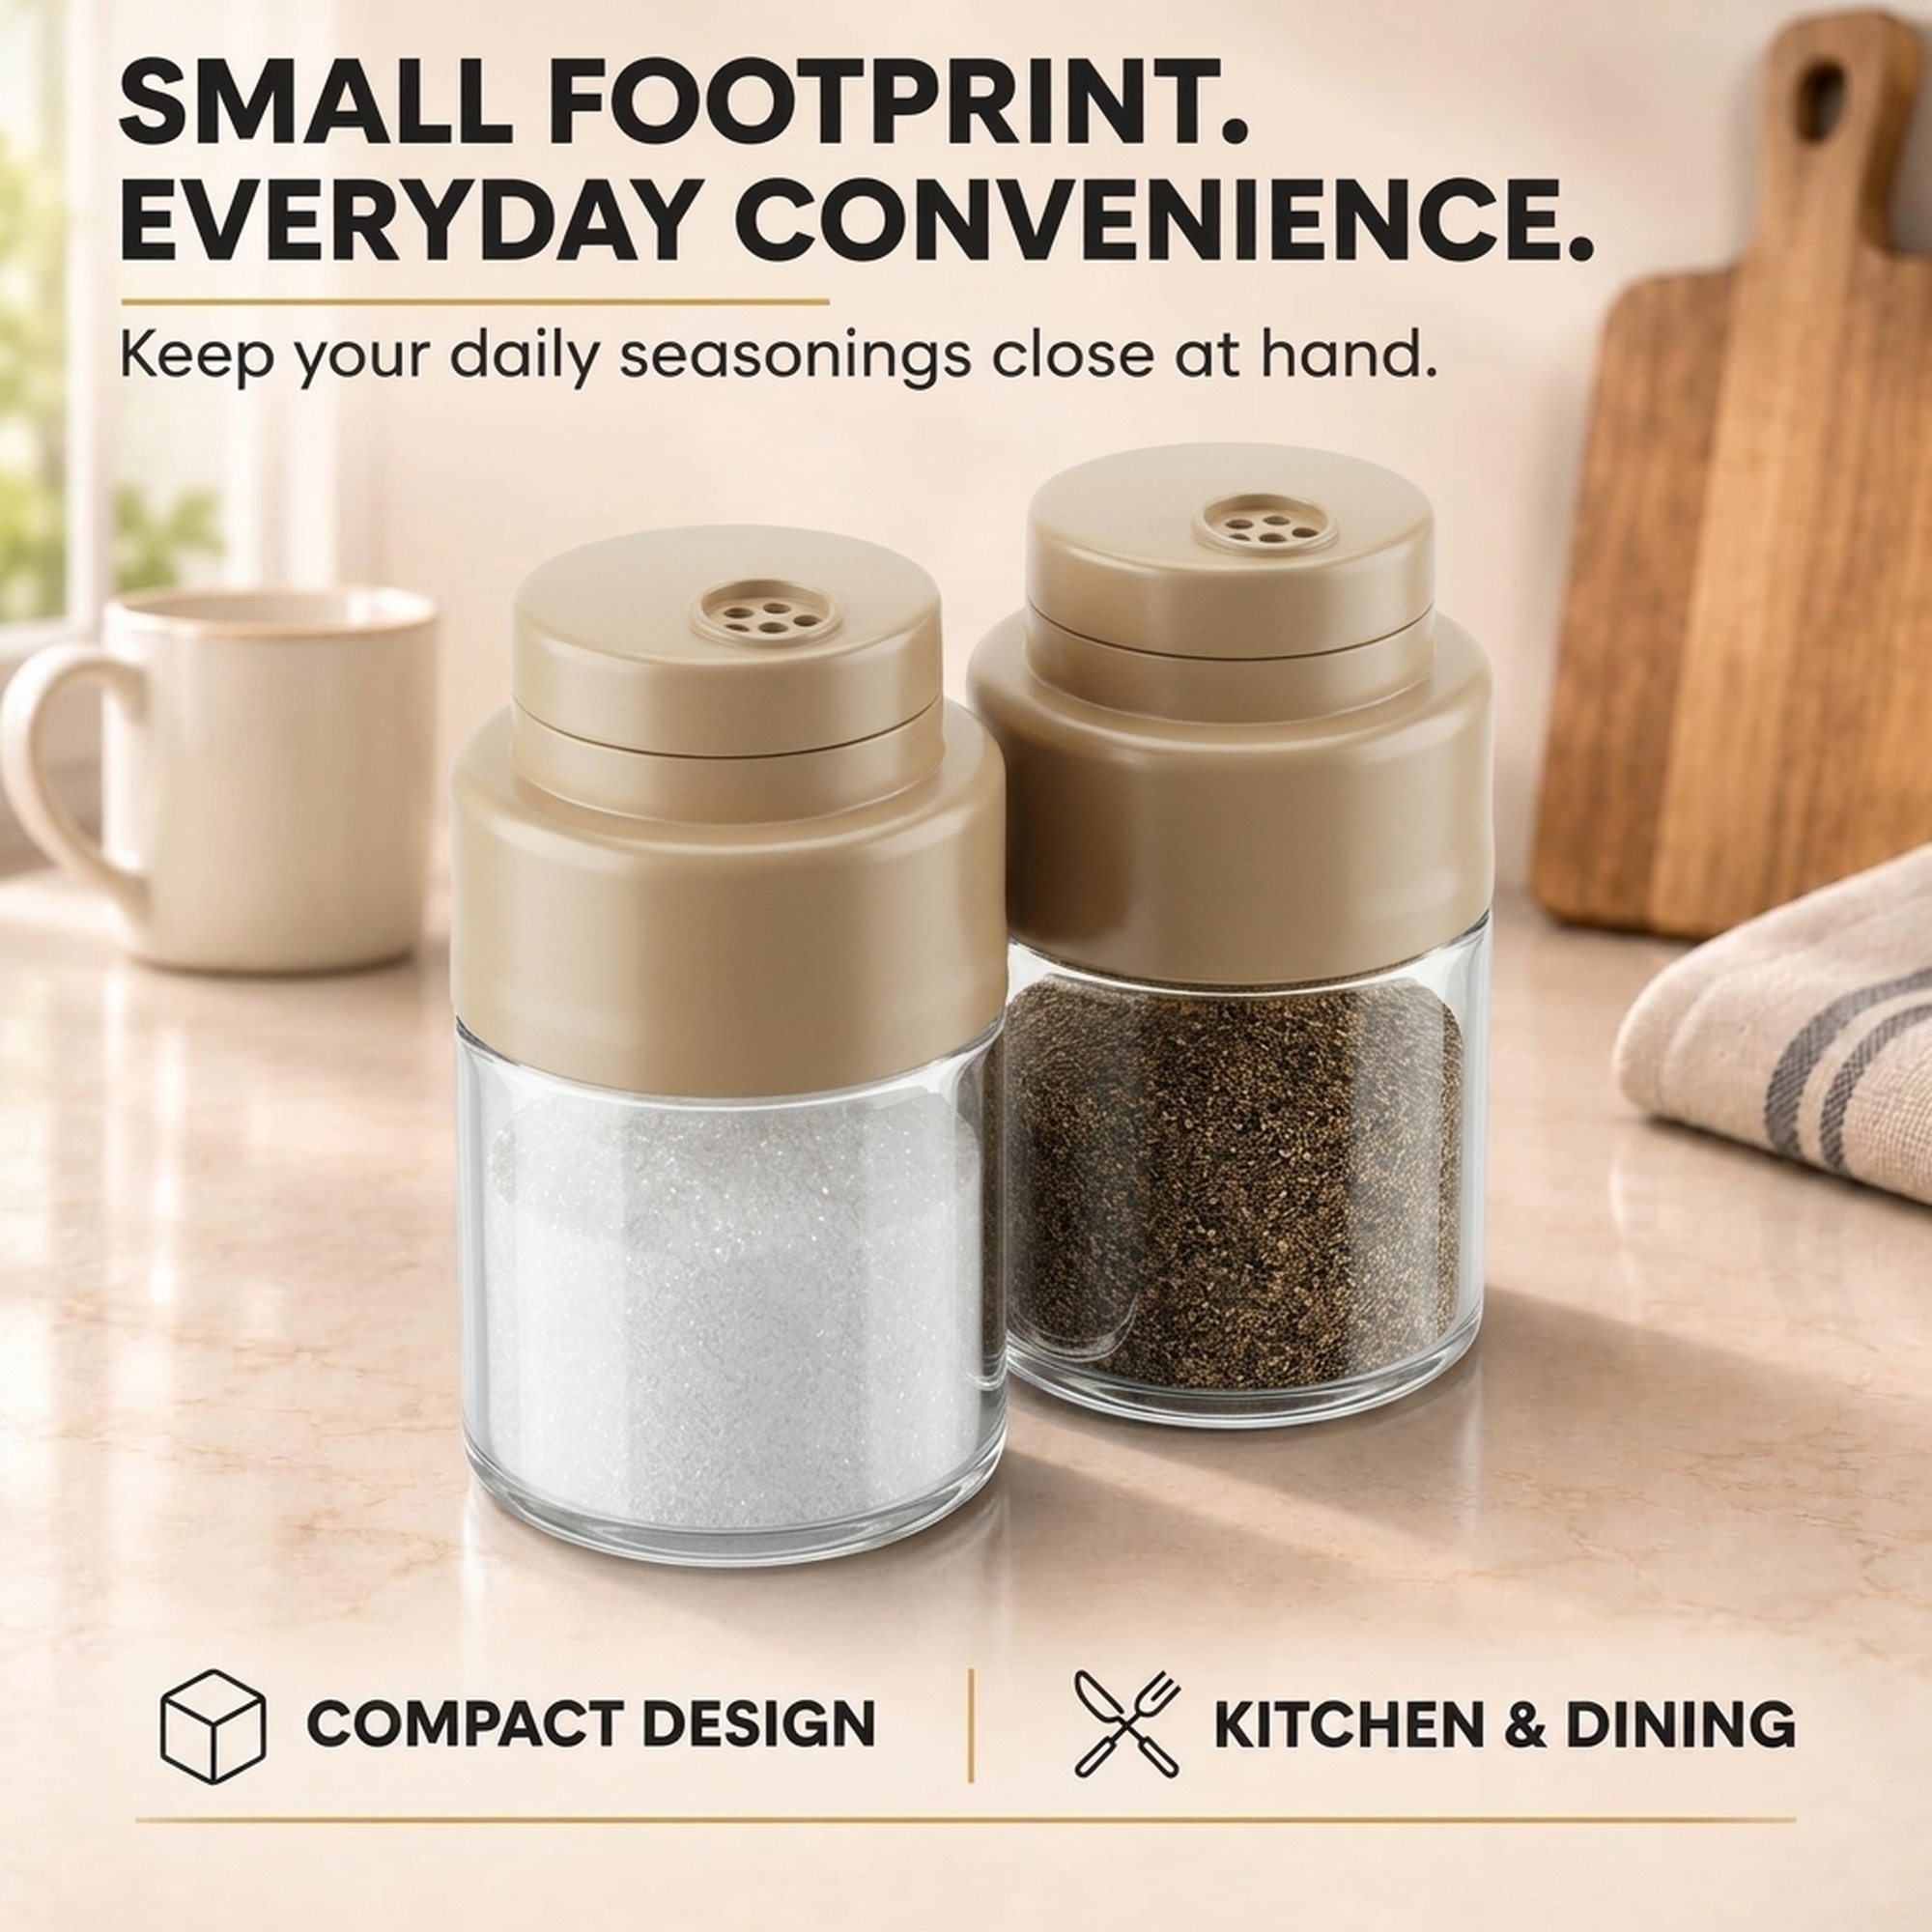 SMALL FOOTPRINT.
EVERYDAY CONVENIENCE.
Keep your daily seasonings close at hand.
COMPACT DESIGN
KITCHEN & DINING